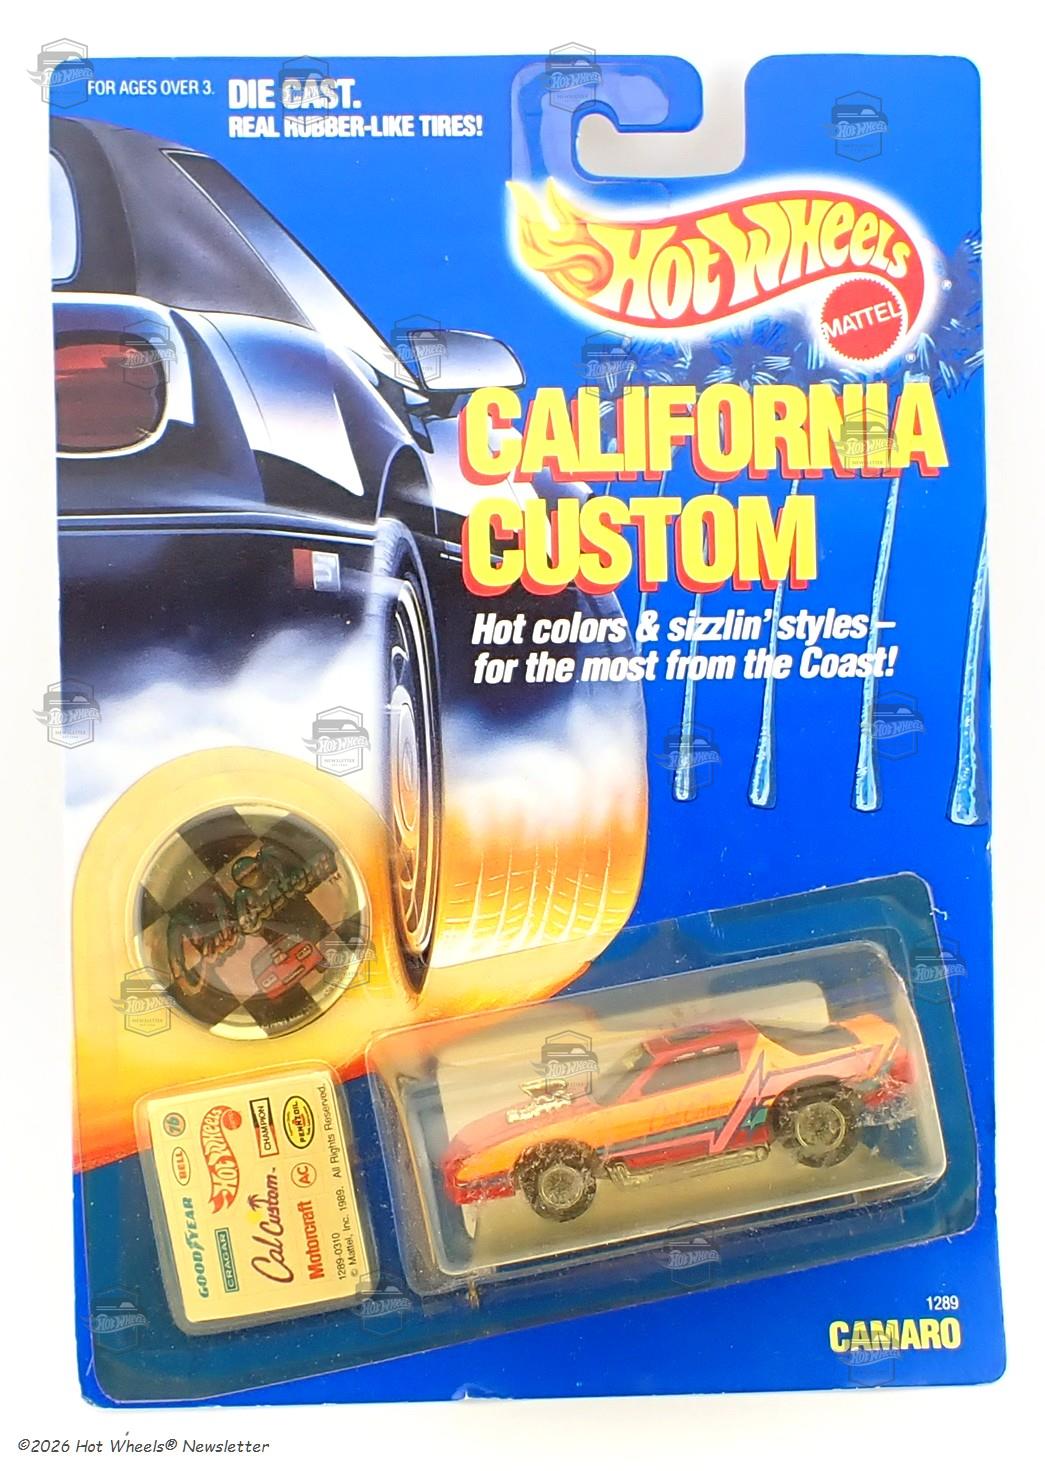 FOR AGES OVER 3.
DIE CAST.
REAL RUBBER-LIKE TIRES!
HOT WHEELS
MATTEL
CALIFORNIA
CUSTOM
Hot colors & sizzlin' styles–
for the most from the Coast!
Cal Custom
76
BELL
GOODYEAR
HOT WHEELS
CHAMPION
PENNZOIL
CRAGAR
Cal Custom
AC
Motorcraft
1289-0310
© Mattel, Inc. 1989. All Rights Reserved.
1289
CAMARO
©2026 Hot Wheels® Newsletter